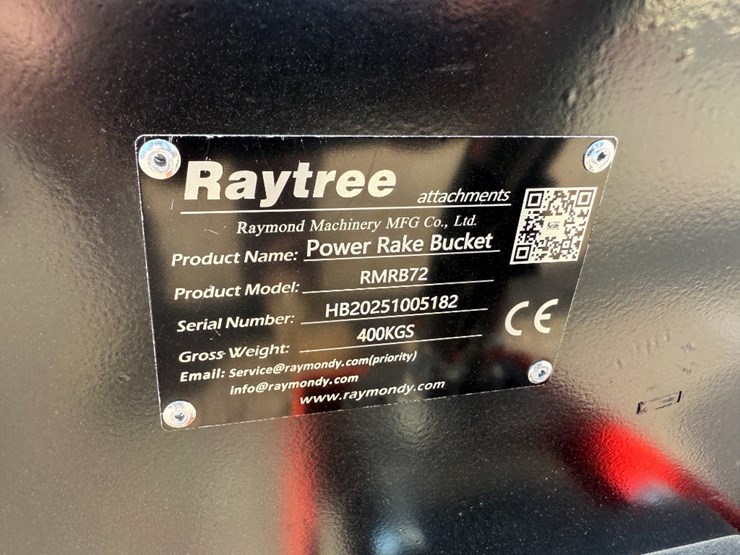 Raytree attachments
Raymond Machinery MFG Co., Ltd.
Product Name: Power Rake Bucket
Product Model: RMRB72
Serial Number: HB20251005182
Gross Weight: 400KGS
CE
Email: Service@raymondy.com(priority)
info@raymondy.com
www.raymondy.com